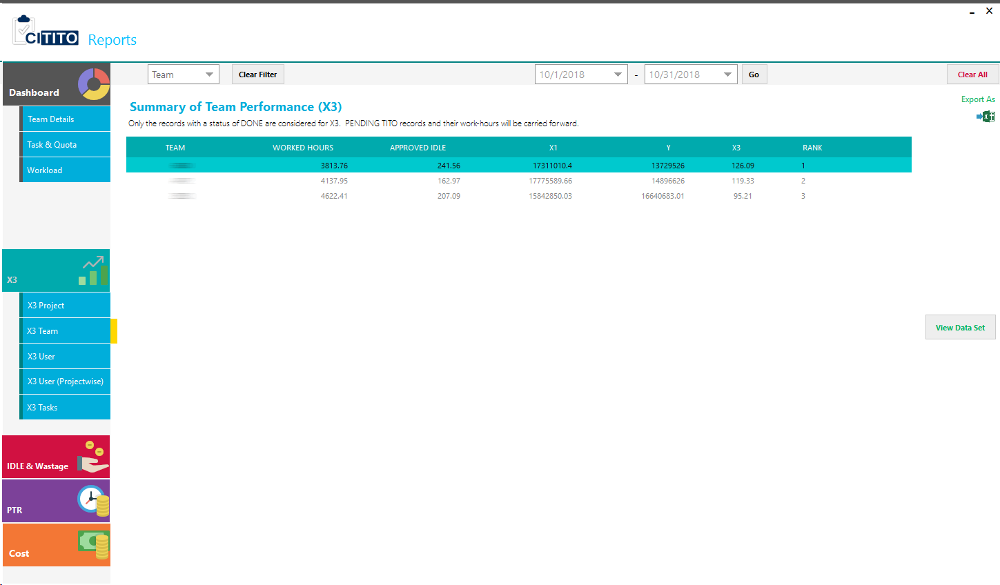 CITITO Reports
Dashboard
Team Details
Task & Quota
Workload
X3
X3 Project
X3 Team
X3 User
X3 User (Projectwise)
X3 Tasks
IDLE & Wastage
PTR
Cost
Team Clear Filter 10/1/2018 - 10/31/2018 Go Clear All
Export As
Summary of Team Performance (X3)
Only the records with a status of DONE are considered for X3. PENDING TITO records and their work-hours will be carried forward.
TEAM WORKED HOURS APPROVED IDLE X1 Y X3 RANK
3813.76 241.56 17311010.4 13729526 126.09 1
4137.95 162.97 17775589.66 14896626 119.33 2
4622.41 207.09 15842850.03 16640683.01 95.21 3
View Data Set